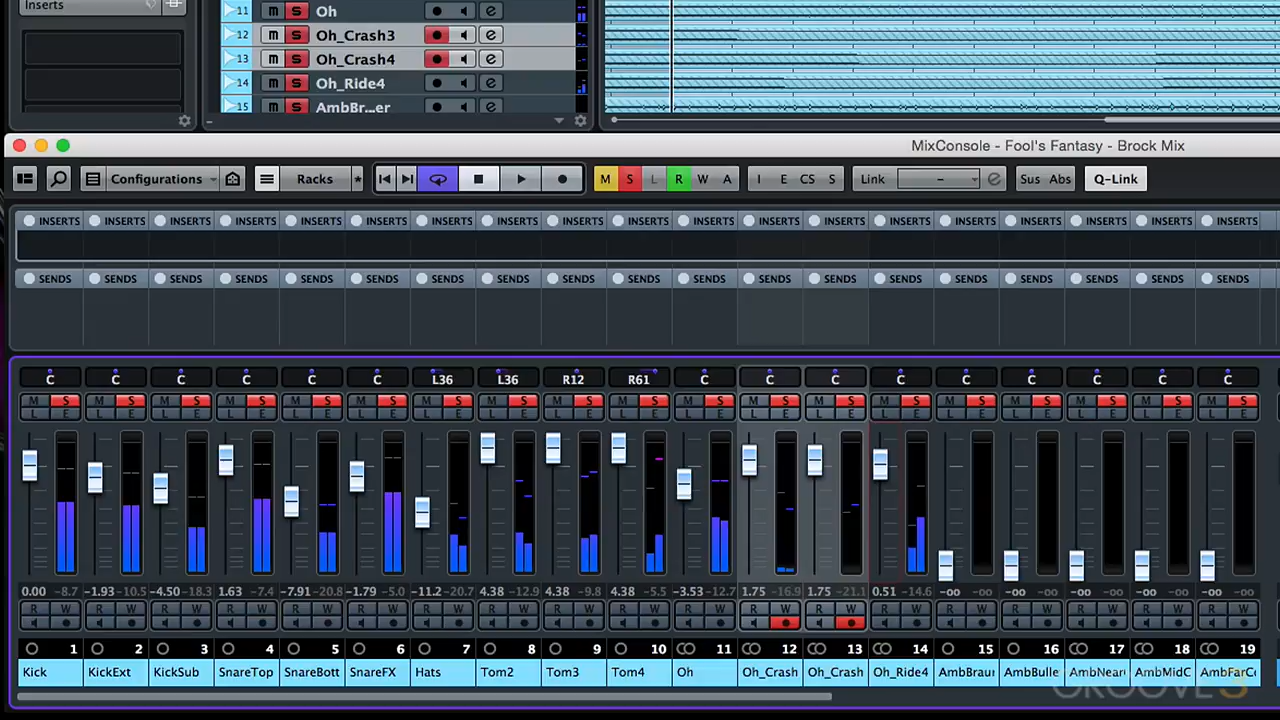 Inserts
11 m S Oh e
12 m S Oh_Crash3 e
13 m S Oh_Crash4 e
14 m S Oh_Ride4 e
15 m S AmbBr...er e
MixConsole - Fool's Fantasy - Brock Mix
Configurations Racks M S L R W A I E CS S Link – Sus Abs Q-Link
INSERTS INSERTS INSERTS INSERTS INSERTS INSERTS INSERTS INSERTS INSERTS INSERTS INSERTS INSERTS INSERTS INSERTS INSERTS INSERTS INSERTS INSERTS INSERTS
SENDS SENDS SENDS SENDS SENDS SENDS SENDS SENDS SENDS SENDS SENDS SENDS SENDS SENDS SENDS SENDS SENDS SENDS SENDS
C C C C C C L36 L36 R12 R61 C C C C C C C C C
M S M S M S M S M S M S M S M S M S M S M S M S M S M S M S M S M S M S M S
L E L E L E L E L E L E L E L E L E L E L E L E L E L E L E L E L E L E L E
0.00 -8.7 -1.93 -10.5 -4.50 -18.3 1.63 -7.4 -7.91 -20.8 -1.79 -5.0 -11.2 -20.7 4.38 -12.9 4.38 -9.8 4.38 -5.5 -3.53 -12.7 1.75 -16.9 1.75 -21.1 0.51 -14.6 -oo -oo -oo -oo -oo -oo -oo -oo -oo -oo
R W R W R W R W R W R W R W R W R W R W R W R W R W R W R W R W R W R W R W
1 2 3 4 5 6 7 8 9 10 11 12 13 14 15 16 17 18 19
Kick KickExt KickSub SnareTop SnareBott SnareFX Hats Tom2 Tom3 Tom4 Oh Oh_Crash Oh_Crash Oh_Ride4 AmbBraun AmbBulle AmbNear AmbMidC AmbFarCo
GROOVE3